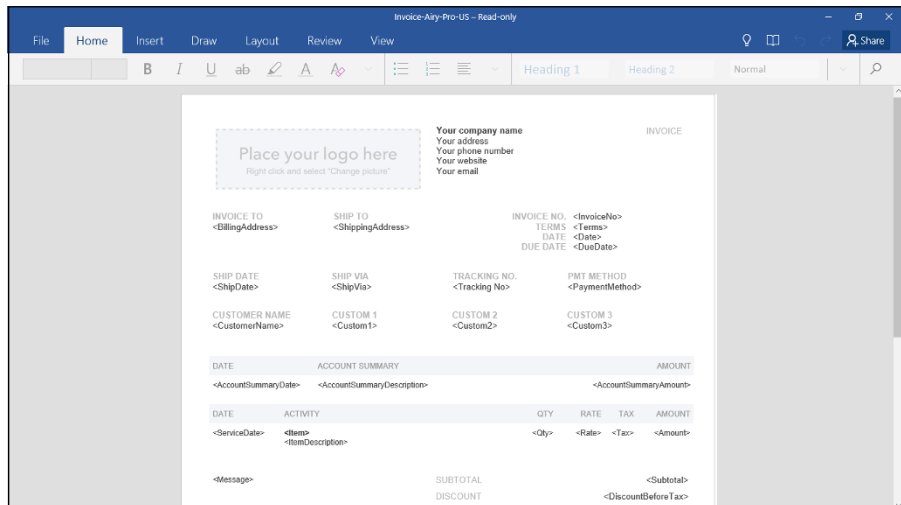 Invoice-Airy-Pro-US – Read-only
File Home Insert Draw Layout Review View Share
B I U ab A A Heading 1 Heading 2 Normal
Your company name INVOICE
Your address
Place your logo here Your phone number
Your website
Right click and select "Change picture" Your email
INVOICE TO SHIP TO INVOICE NO. <InvoiceNo>
<BillingAddress> <ShippingAddress> TERMS <Terms>
DATE <Date>
DUE DATE <DueDate>
SHIP DATE SHIP VIA TRACKING NO. PMT METHOD
<ShipDate> <ShipVia> <Tracking No> <PaymentMethod>
CUSTOMER NAME CUSTOM 1 CUSTOM 2 CUSTOM 3
<CustomerName> <Custom1> <Custom2> <Custom3>
DATE ACCOUNT SUMMARY AMOUNT
<AccountSummaryDate> <AccountSummaryDescription> <AccountSummaryAmount>
DATE ACTIVITY QTY RATE TAX AMOUNT
<ServiceDate> <Item> <Qty> <Rate> <Tax> <Amount>
<ItemDescription>
<Message> SUBTOTAL <Subtotal>
DISCOUNT <DiscountBeforeTax>